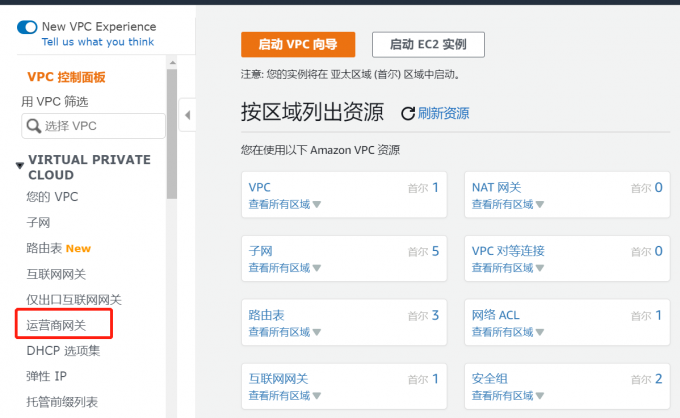 New VPC Experience
Tell us what you think
VPC 控制面板
用 VPC 筛选
选择 VPC
VIRTUAL PRIVATE
CLOUD
您的 VPC
子网
路由表 New
互联网网关
仅出口互联网网关
运营商网关
DHCP 选项集
弹性 IP
托管前缀列表
启动 VPC 向导
启动 EC2 实例
注意: 您的实例将在 亚太区域 (首尔) 区域中启动。
按区域列出资源
刷新资源
您在使用以下 Amazon VPC 资源
VPC 首尔 1
查看所有区域
NAT 网关 首尔 0
查看所有区域
子网 首尔 5
查看所有区域
VPC 对等连接 首尔 0
查看所有区域
路由表 首尔 3
查看所有区域
网络 ACL 首尔 1
查看所有区域
互联网网关 首尔 1
查看所有区域
安全组 首尔 2
查看所有区域